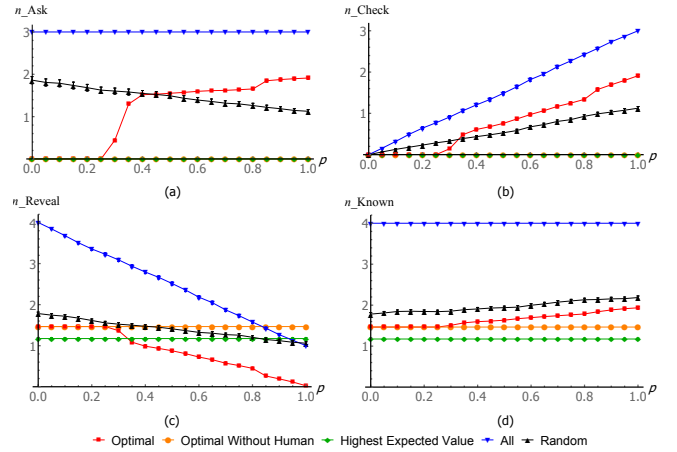 n_Ask
3
2
1
0.0 0.2 0.4 0.6 0.8 1.0 p
(a)
n_Check
3
2
1
0.0 0.2 0.4 0.6 0.8 1.0 p
(b)
n_Reveal
4
3
2
1
0.0 0.2 0.4 0.6 0.8 1.0 p
(c)
n_Known
4
3
2
1
0.0 0.2 0.4 0.6 0.8 1.0 p
(d)
Optimal Optimal Without Human Highest Expected Value All Random